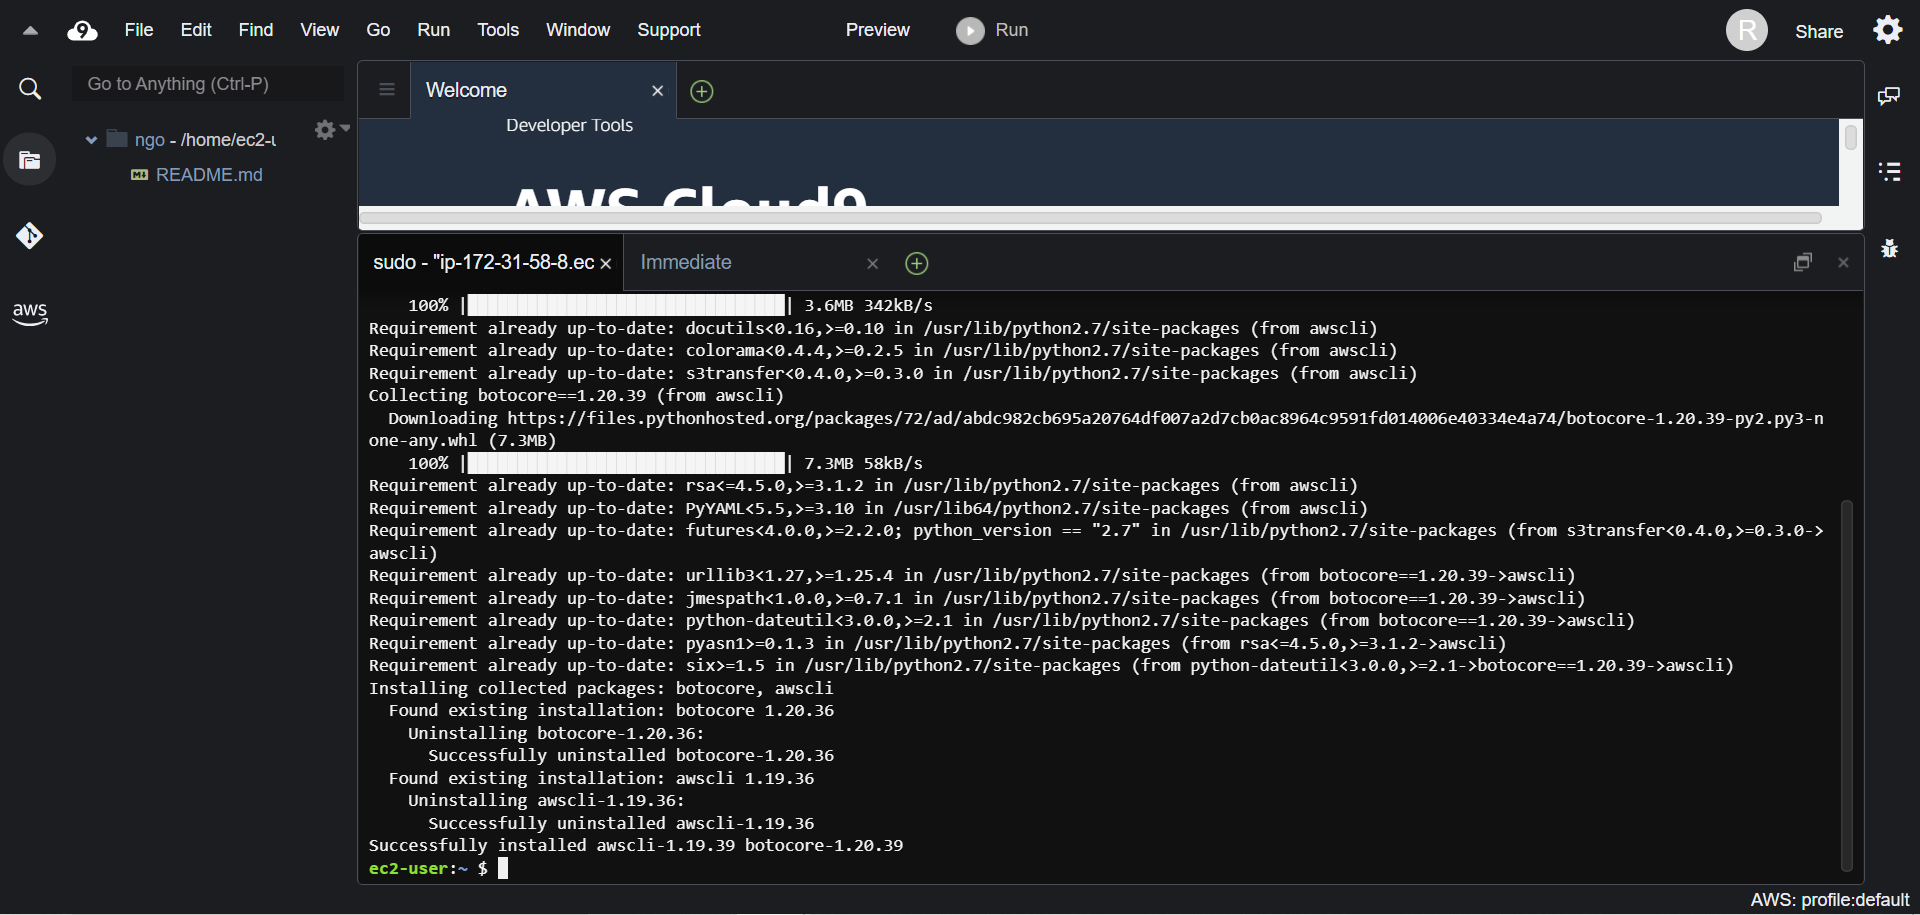 File Edit Find View Go Run Tools Window Support Preview Run R Share
Go to Anything (Ctrl-P)
Welcome
ngo - /home/ec2-u
README.md
aws
Developer Tools
AWS Cloud9
sudo - "ip-172-31-58-8.ec
Immediate
100% | | 3.6MB 342kB/s
Requirement already up-to-date: docutils<0.16,>=0.10 in /usr/lib/python2.7/site-packages (from awscli)
Requirement already up-to-date: colorama<0.4.4,>=0.2.5 in /usr/lib/python2.7/site-packages (from awscli)
Requirement already up-to-date: s3transfer<0.4.0,>=0.3.0 in /usr/lib/python2.7/site-packages (from awscli)
Collecting botocore==1.20.39 (from awscli)
Downloading https://files.pythonhosted.org/packages/72/ad/abdc982cb695a20764df007a2d7cb0ac8964c9591fd014006e40334e4a74/botocore-1.20.39-py2.py3-n
one-any.whl (7.3MB)
100% | | 7.3MB 58kB/s
Requirement already up-to-date: rsa<=4.5.0,>=3.1.2 in /usr/lib/python2.7/site-packages (from awscli)
Requirement already up-to-date: PyYAML<5.5,>=3.10 in /usr/lib64/python2.7/site-packages (from awscli)
Requirement already up-to-date: futures<4.0.0,>=2.2.0; python_version == "2.7" in /usr/lib/python2.7/site-packages (from s3transfer<0.4.0,>=0.3.0->
awscli)
Requirement already up-to-date: urllib3<1.27,>=1.25.4 in /usr/lib/python2.7/site-packages (from botocore==1.20.39->awscli)
Requirement already up-to-date: jmespath<1.0.0,>=0.7.1 in /usr/lib/python2.7/site-packages (from botocore==1.20.39->awscli)
Requirement already up-to-date: python-dateutil<3.0.0,>=2.1 in /usr/lib/python2.7/site-packages (from botocore==1.20.39->awscli)
Requirement already up-to-date: pyasn1>=0.1.3 in /usr/lib/python2.7/site-packages (from rsa<=4.5.0,>=3.1.2->awscli)
Requirement already up-to-date: six>=1.5 in /usr/lib/python2.7/site-packages (from python-dateutil<3.0.0,>=2.1->botocore==1.20.39->awscli)
Installing collected packages: botocore, awscli
Found existing installation: botocore 1.20.36
Uninstalling botocore-1.20.36:
Successfully uninstalled botocore-1.20.36
Found existing installation: awscli 1.19.36
Uninstalling awscli-1.19.36:
Successfully uninstalled awscli-1.19.36
Successfully installed awscli-1.19.39 botocore-1.20.39
ec2-user:~ $
AWS: profile:default